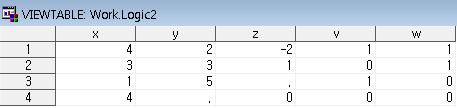 VIEWTABLE: Work.Logic2
x y z v w
1 4 2 -2 1 1
2 3 3 1 0 1
3 1 5 . 1 0
4 4 . 0 0 0